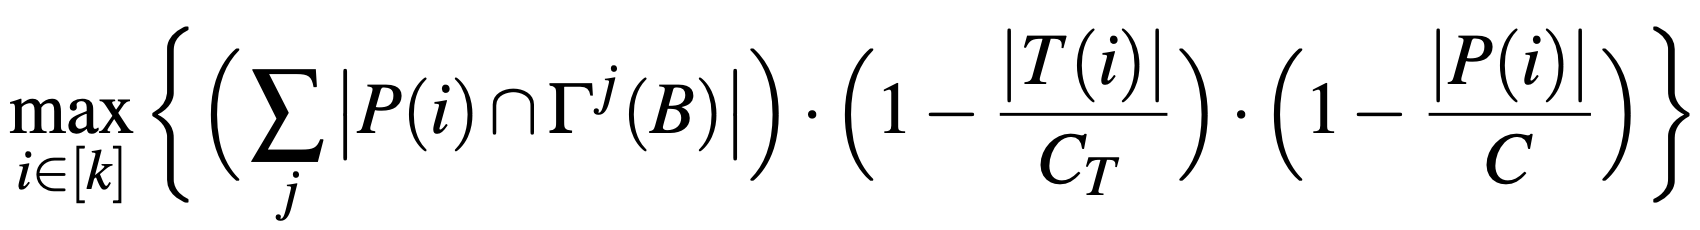 max_{i∈[k]} { ( ∑_j |P(i) ∩ Γ^j(B)| ) · ( 1 − |T(i)|/C_T ) · ( 1 − |P(i)|/C ) }